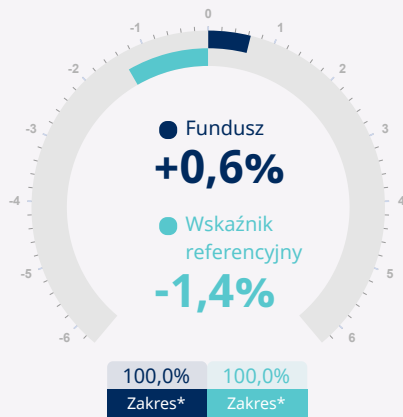 0
-1 1
-2 2
-3 3
-4 4
-5 5
-6 6
Fundusz
+0,6%
Wskaźnik
referencyjny
-1,4%
100,0% 100,0%
Zakres* Zakres*